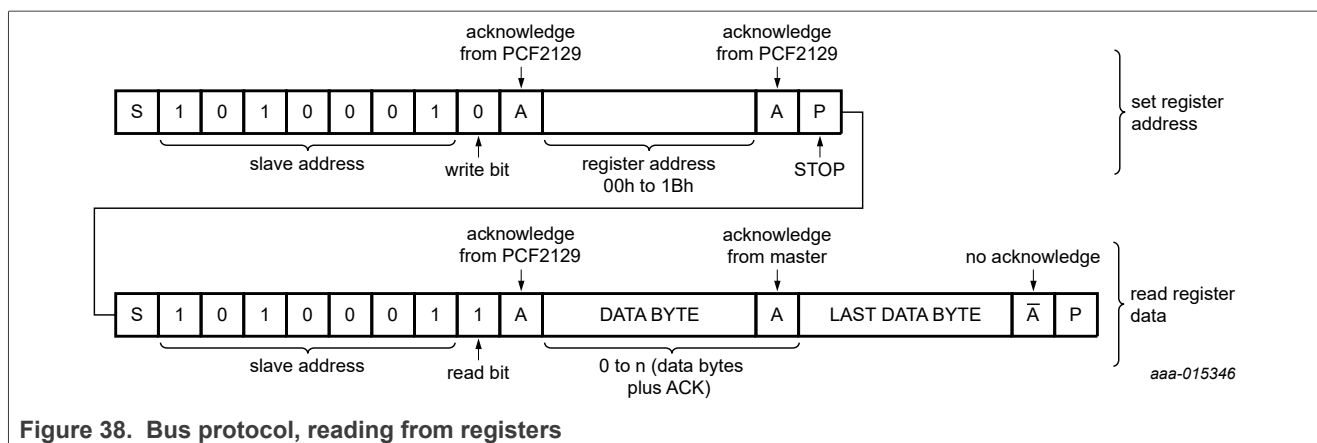 acknowledge
from PCF2129
acknowledge
from PCF2129
S 1 0 1 0 0 0 1 0 A A P
set register
address
slave address
write bit
register address
00h to 1Bh
STOP
acknowledge
from PCF2129
acknowledge
from master
no acknowledge
S 1 0 1 0 0 0 1 1 A DATA BYTE A LAST DATA BYTE A̅ P
read register
data
slave address
read bit
0 to n (data bytes
plus ACK)
aaa-015346
Figure 38. Bus protocol, reading from registers